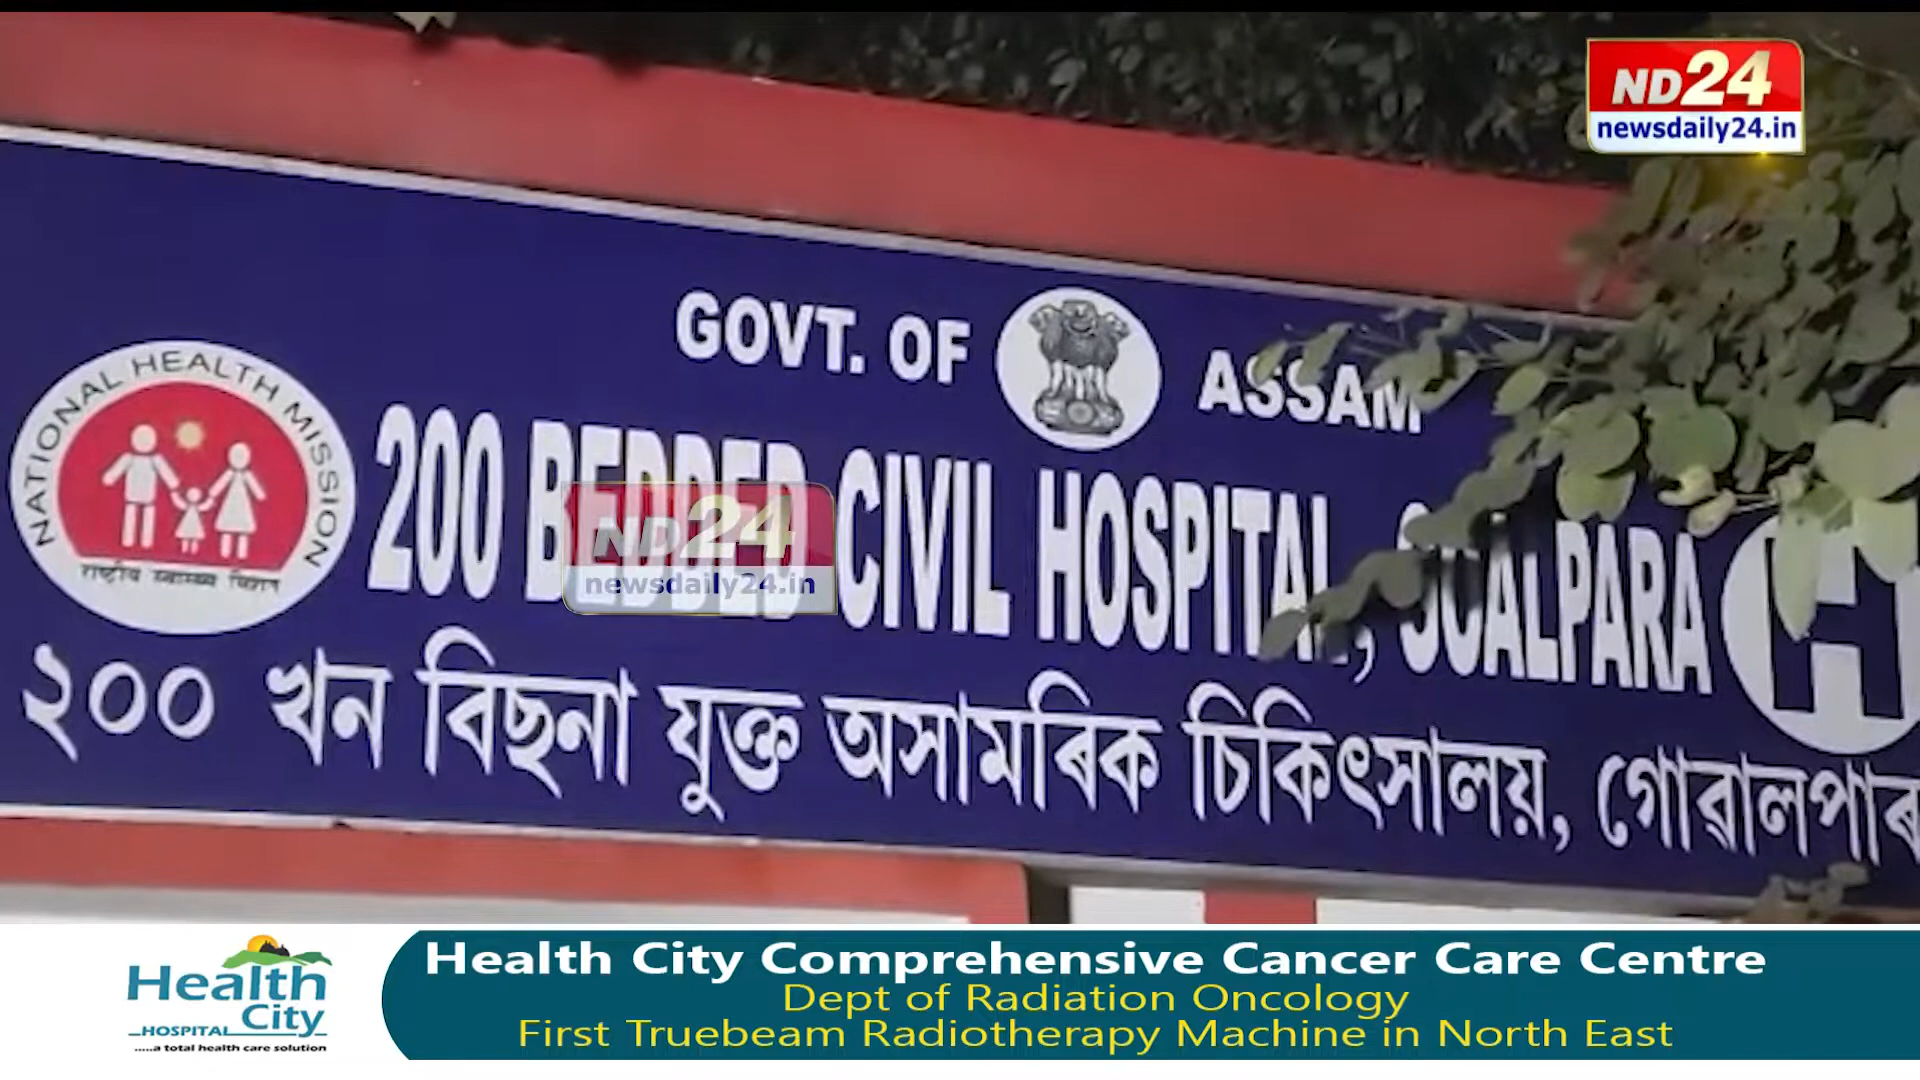 ND24
newsdaily24.in
GOVT. OF ASSAM
NATIONAL HEALTH MISSION
राष्ट्रीय स्वास्थ्य मिशन
200 BEDDED CIVIL HOSPITAL, GOALPARA
H
ND24
newsdaily24.in
২০০ খন বিছনা যুক্ত অসামৰিক চিকিৎসালয়, গোৱালপাৰ
Health City
HOSPITAL
.....a total health care solution
Health City Comprehensive Cancer Care Centre
Dept of Radiation Oncology
First Truebeam Radiotherapy Machine in North East